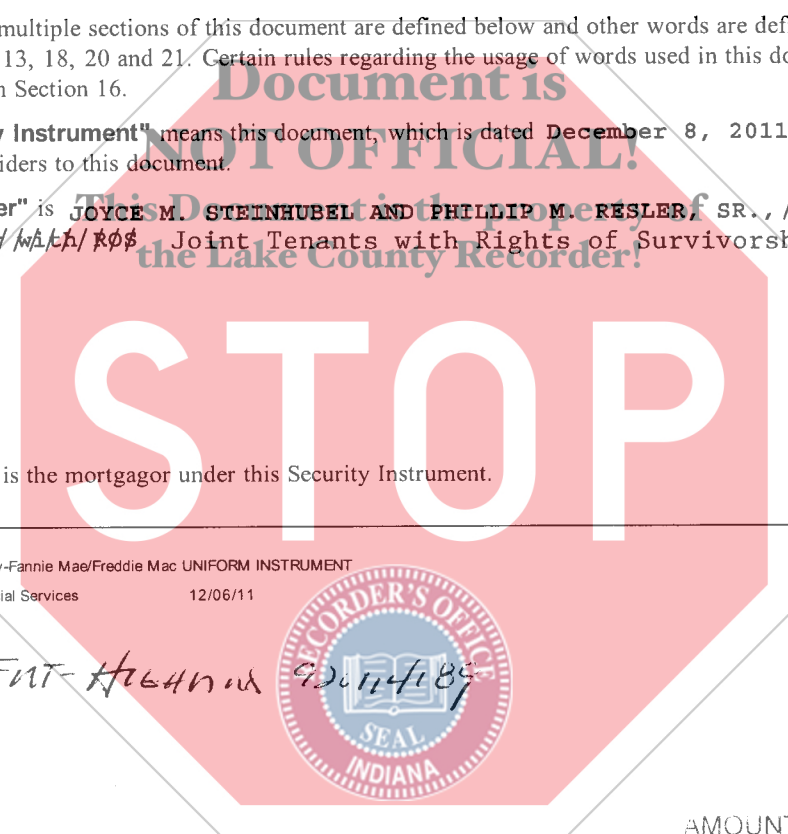 multiple sections of this document are defined below and other words are defi
13, 18, 20 and 21. Certain rules regarding the usage of words used in this do
n Section 16.
Document is
NOT OFFICIAL!
This Document is the property of
the Lake County Recorder!
y Instrument" means this document, which is dated December 8, 2011
iders to this document.
er" is JOYCE M. STEINHUBEL AND PHILLIP M. RESLER, SR., /
/with/ ROS Joint Tenants with Rights of Survivorsh
STOP
is the mortgagor under this Security Instrument.
y-Fannie Mae/Freddie Mac UNIFORM INSTRUMENT
ial Services 12/06/11
RECORDER'S OFFICE
SEAL
INDIANA
AMOUNT